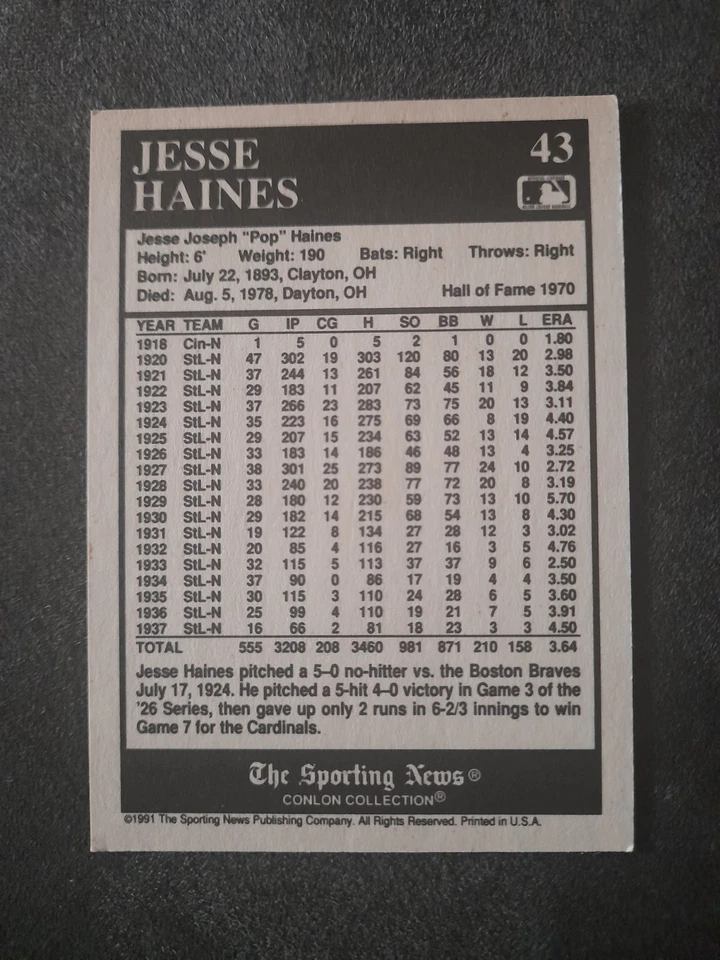 JESSE
HAINES
43
Jesse Joseph "Pop" Haines
Height: 6' Weight: 190 Bats: Right Throws: Right
Born: July 22, 1893, Clayton, OH
Died: Aug. 5, 1978, Dayton, OH Hall of Fame 1970
YEAR TEAM G IP CG H SO BB W L ERA
1918 Cin-N 1 5 0 5 2 1 0 0 1.80
1920 StL-N 47 302 19 303 120 80 13 20 2.98
1921 StL-N 37 244 13 261 84 56 18 12 3.50
1922 StL-N 29 183 11 207 62 45 11 9 3.84
1923 StL-N 37 266 23 283 73 75 20 13 3.11
1924 StL-N 35 223 16 275 69 66 8 19 4.40
1925 StL-N 29 207 15 234 63 52 13 14 4.57
1926 StL-N 33 183 14 186 46 48 13 4 3.25
1927 StL-N 38 301 25 273 89 77 24 10 2.72
1928 StL-N 33 240 20 238 77 72 20 8 3.19
1929 StL-N 28 180 12 230 59 73 13 10 5.70
1930 StL-N 29 182 14 215 68 54 13 8 4.30
1931 StL-N 19 122 8 134 27 28 12 3 3.02
1932 StL-N 20 85 4 116 27 16 3 5 4.76
1933 StL-N 32 115 5 113 37 37 9 6 2.50
1934 StL-N 37 90 0 86 17 19 4 4 3.50
1935 StL-N 30 115 3 110 24 28 6 5 3.60
1936 StL-N 25 99 4 110 19 21 7 5 3.91
1937 StL-N 16 66 2 81 18 23 3 3 4.50
TOTAL 555 3208 208 3460 981 871 210 158 3.64
Jesse Haines pitched a 5–0 no-hitter vs. the Boston Braves
July 17, 1924. He pitched a 5-hit 4–0 victory in Game 3 of the
'26 Series, then gave up only 2 runs in 6-2/3 innings to win
Game 7 for the Cardinals.
The Sporting News®
CONLON COLLECTION®
©1991 The Sporting News Publishing Company. All Rights Reserved. Printed in U.S.A.